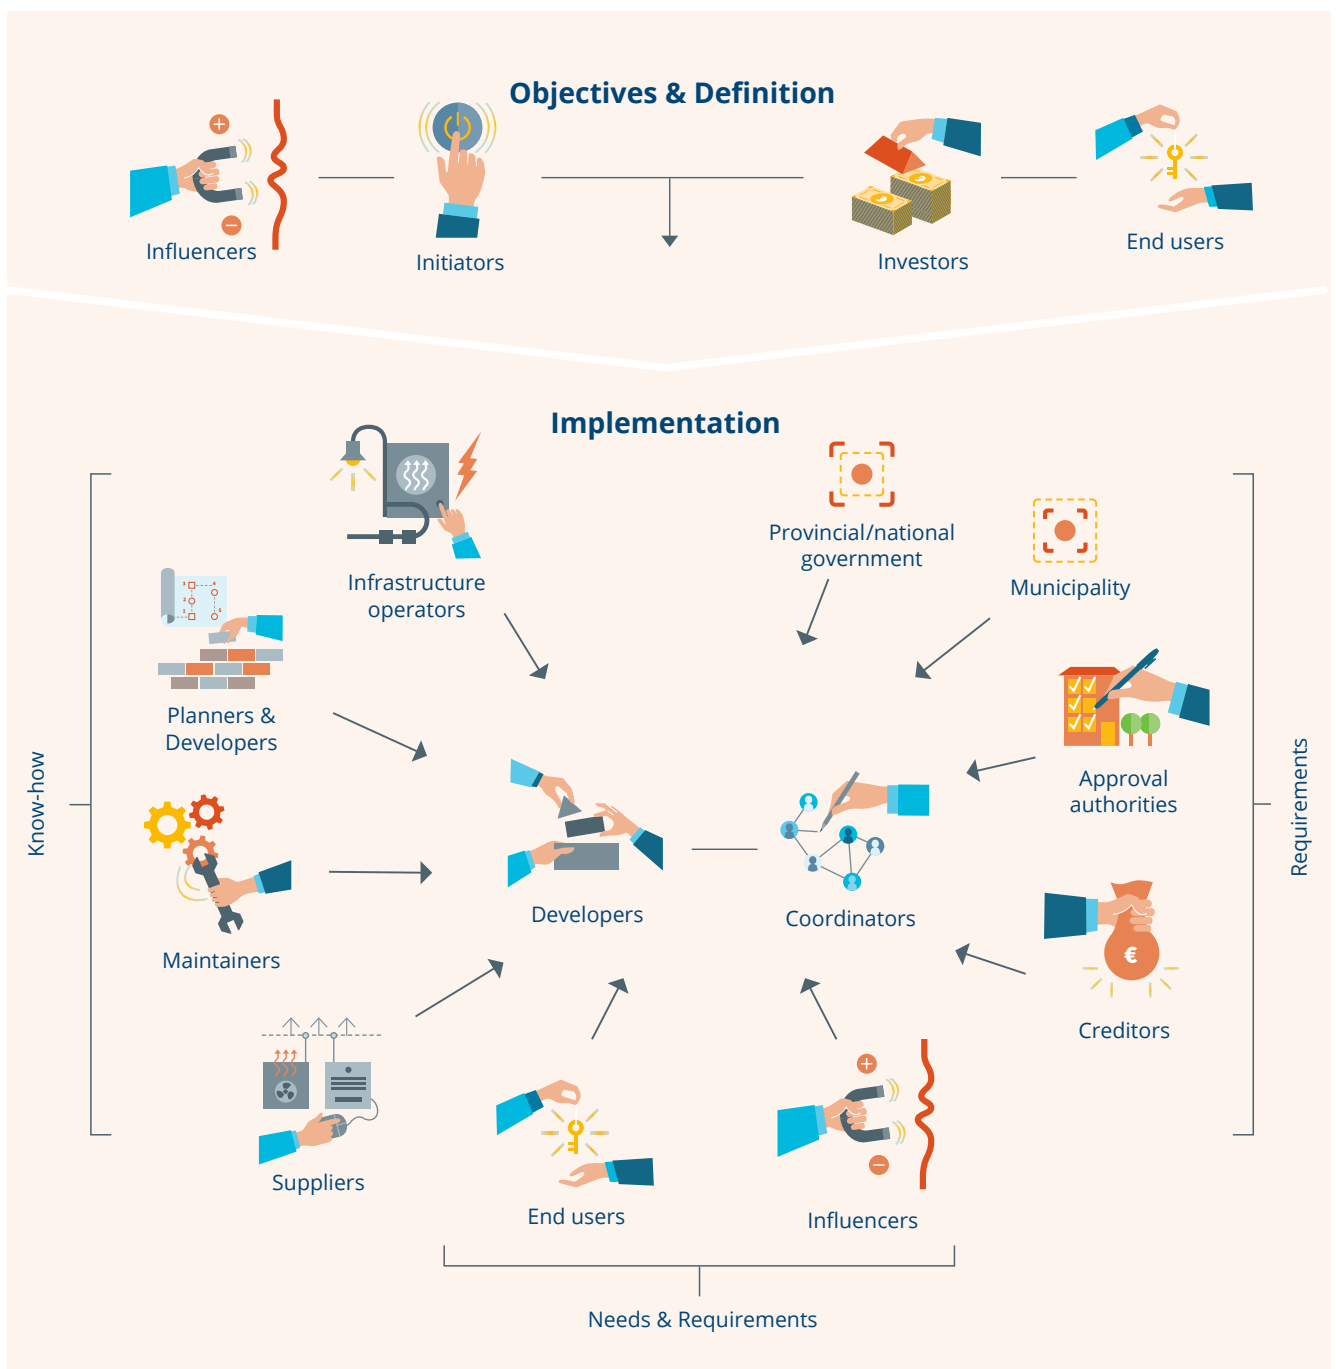 Objectives & Definition
Influencers
Initiators
Investors
End users
Implementation
Infrastructure
operators
Provincial/national
government
Municipality
Planners &
Developers
Approval
authorities
Know-how
Requirements
Maintainers
Developers
Coordinators
€
Creditors
Suppliers
End users
Influencers
Needs & Requirements